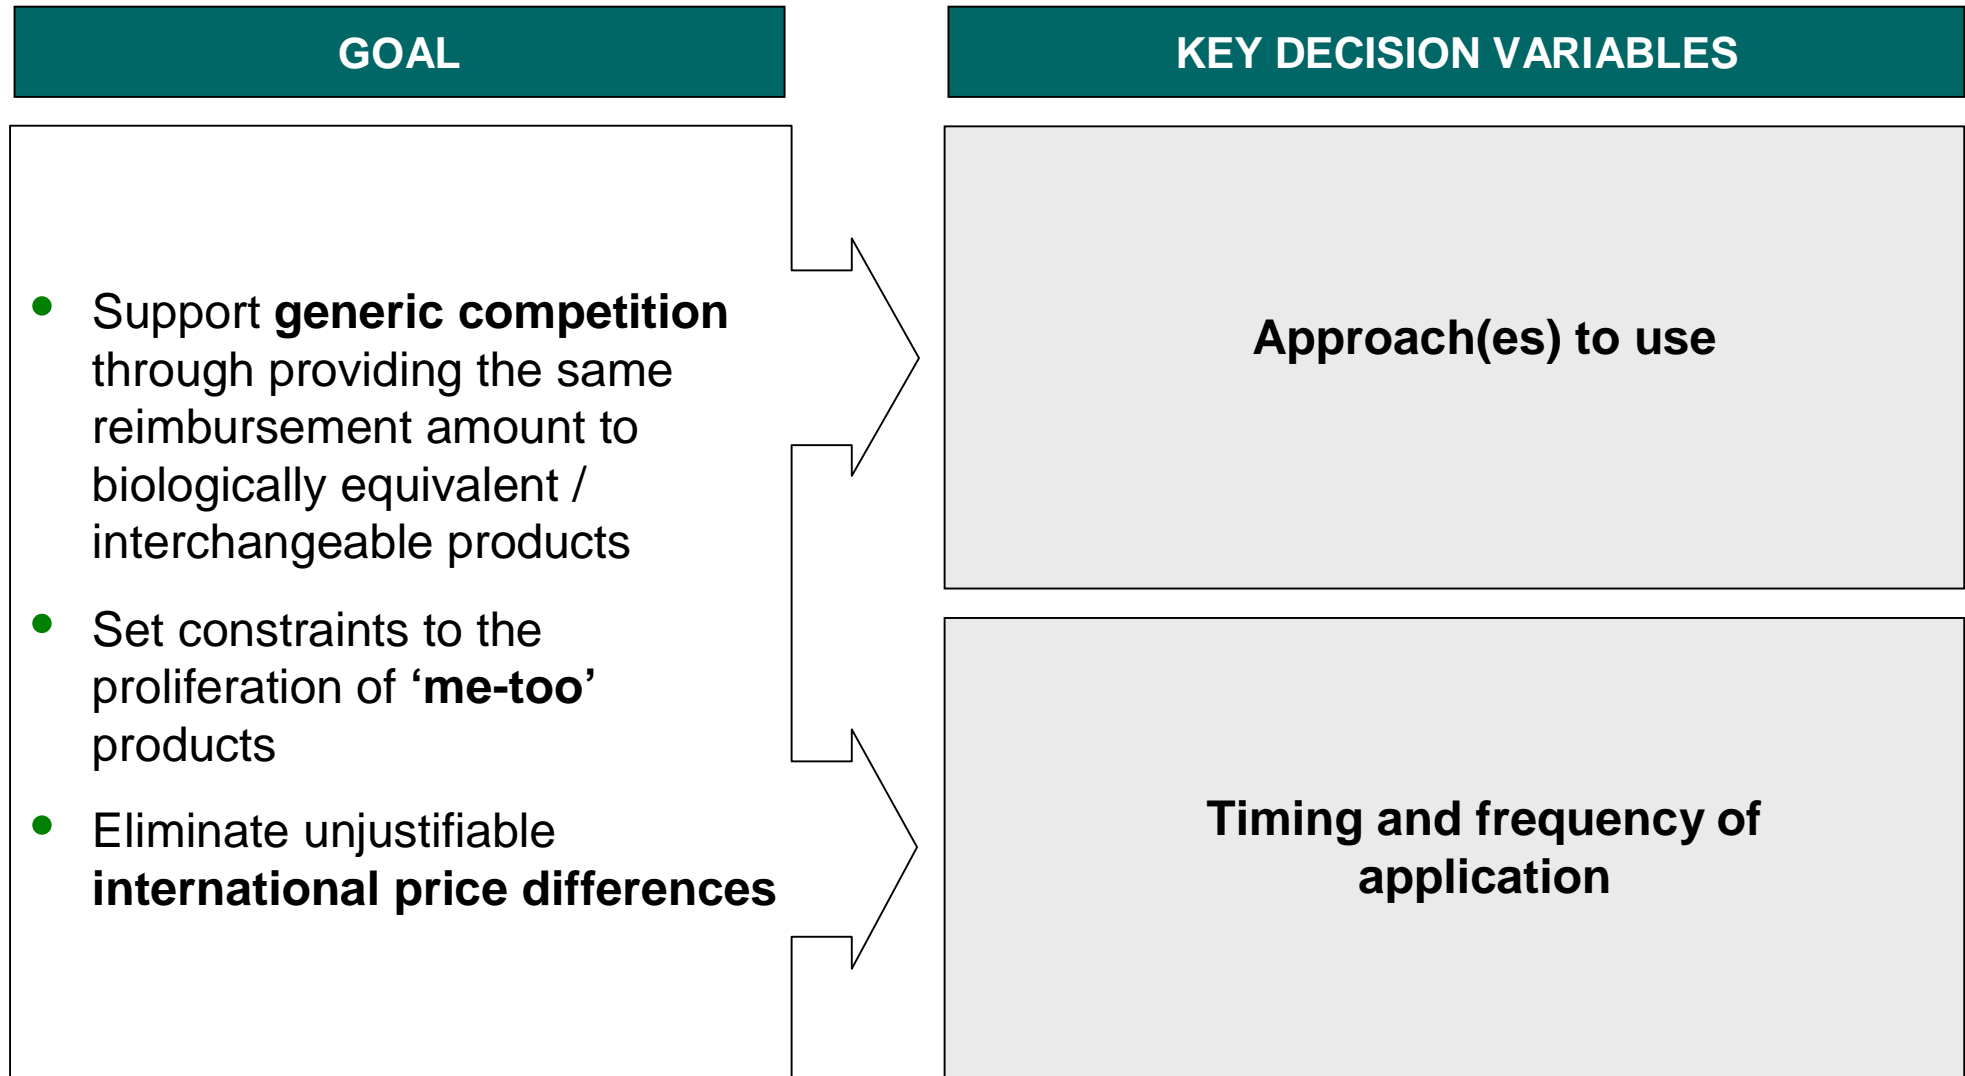 GOAL
KEY DECISION VARIABLES
• Support generic competition
through providing the same
reimbursement amount to
biologically equivalent /
interchangeable products
• Set constraints to the
proliferation of ‘me-too’
products
• Eliminate unjustifiable
international price differences
Approach(es) to use
Timing and frequency of
application